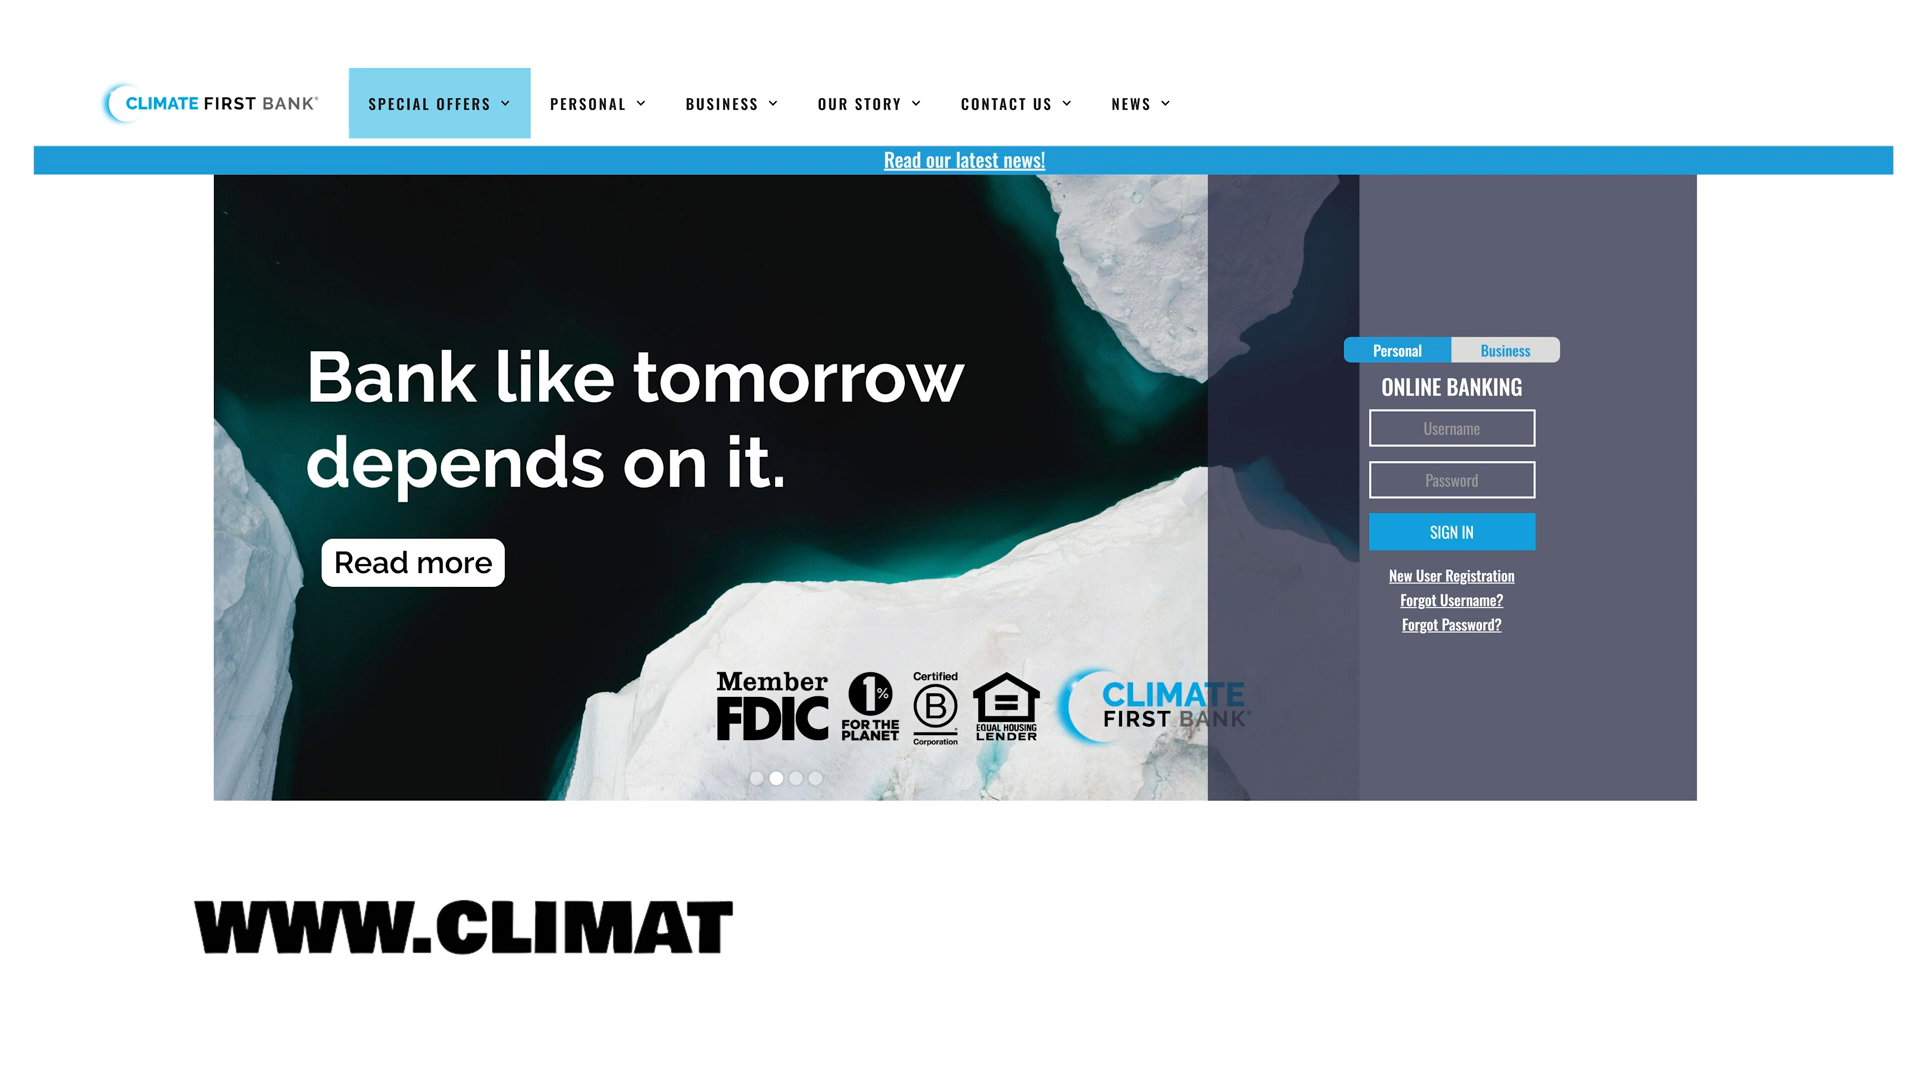 CLIMATE FIRST BANK®
SPECIAL OFFERS
PERSONAL
BUSINESS
OUR STORY
CONTACT US
NEWS
Read our latest news!
Bank like tomorrow
depends on it.
Read more
Personal
Business
ONLINE BANKING
Username
Password
SIGN IN
New User Registration
Forgot Username?
Forgot Password?
Member
FDIC
1%
FOR THE
PLANET
Certified
B
Corporation
EQUAL HOUSING
LENDER
CLIMATE
FIRST BANK®
WWW.CLIMAT